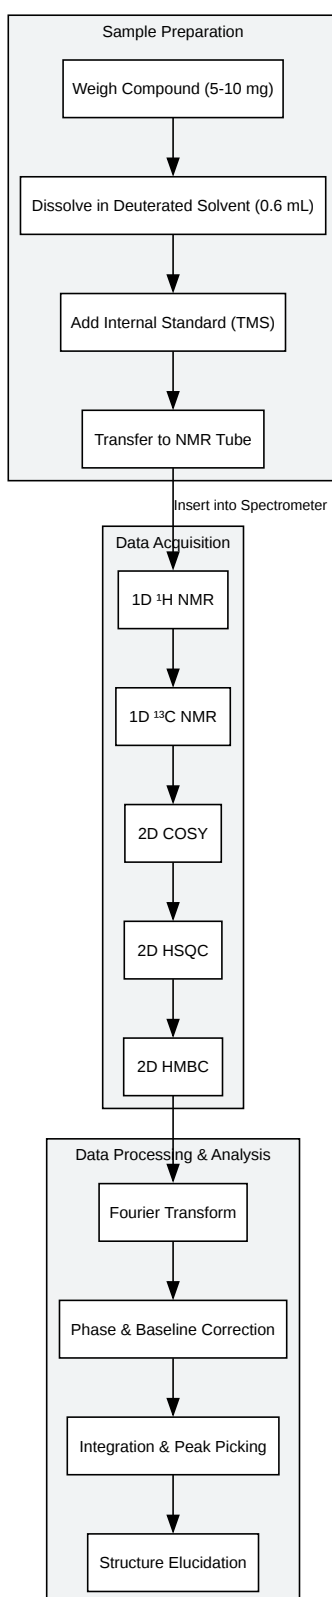 Sample Preparation
Weigh Compound (5-10 mg)
Dissolve in Deuterated Solvent (0.6 mL)
Add Internal Standard (TMS)
Transfer to NMR Tube
Insert into Spectrometer
Data Acquisition
1D ¹H NMR
1D ¹³C NMR
2D COSY
2D HSQC
2D HMBC
Data Processing & Analysis
Fourier Transform
Phase & Baseline Correction
Integration & Peak Picking
Structure Elucidation